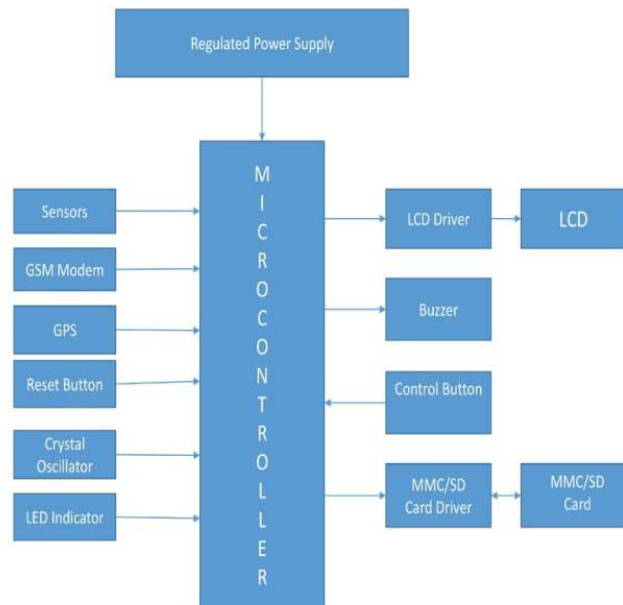 Regulated Power Supply
MICROCONTROLLER
Sensors
GSM Modem
GPS
Reset Button
Crystal
Oscillator
LED Indicator
LCD Driver
LCD
Buzzer
Control Button
MMC/SD
Card Driver
MMC/SD
Card